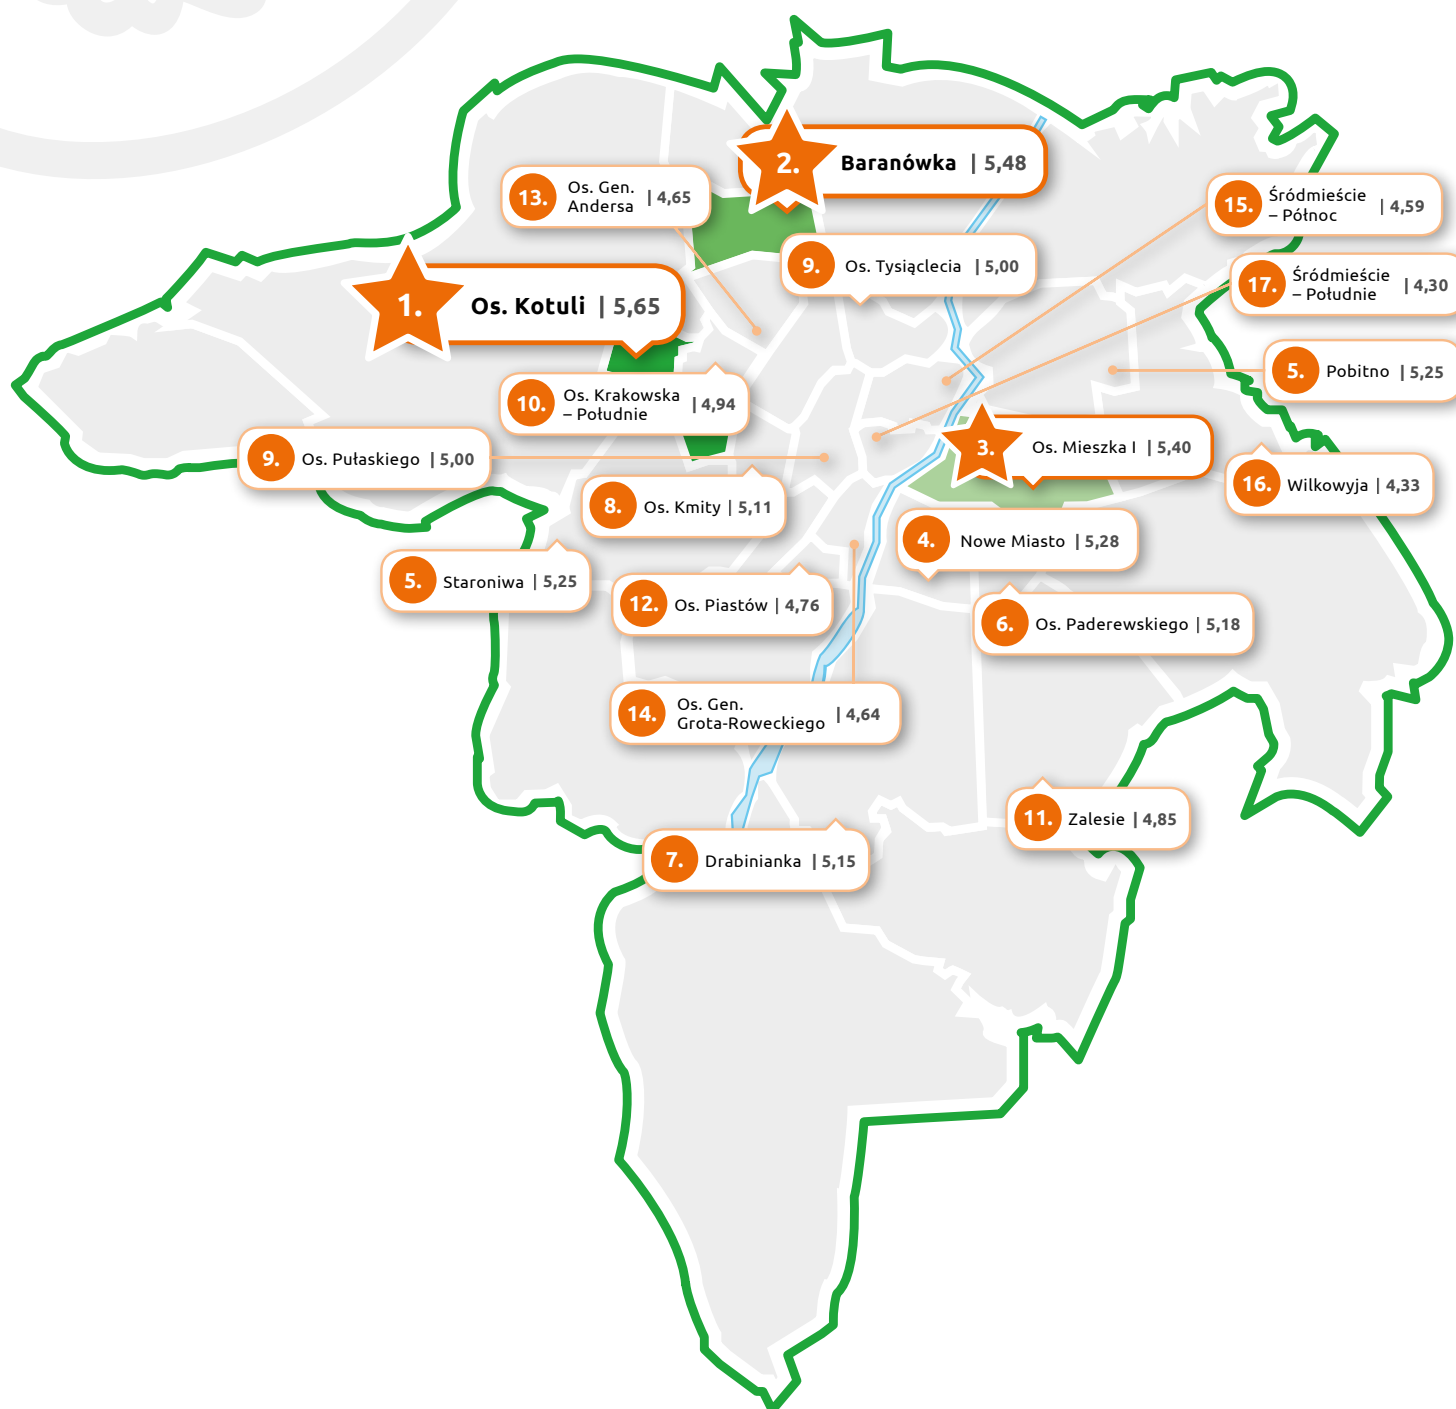 2. Baranówka | 5,48
13. Os. Gen.
Andersa | 4,65
15. Śródmieście
– Północ | 4,59
9. Os. Tysiąclecia | 5,00
17. Śródmieście
– Południe | 4,30
1. Os. Kotuli | 5,65
5. Pobitno | 5,25
10. Os. Krakowska
– Południe | 4,94
3. Os. Mieszka I | 5,40
9. Os. Pułaskiego | 5,00
16. Wilkowyja | 4,33
8. Os. Kmity | 5,11
4. Nowe Miasto | 5,28
5. Staroniwa | 5,25
12. Os. Piastów | 4,76
6. Os. Paderewskiego | 5,18
14. Os. Gen.
Grota-Roweckiego | 4,64
11. Zalesie | 4,85
7. Drabinianka | 5,15